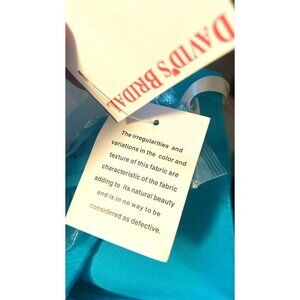 DAVID'S BRIDAL
The irregularities and
variations in the color and
texture of this fabric are
characteristic of the fabric
adding to its natural beauty
and is in no way to be
considered as defective.